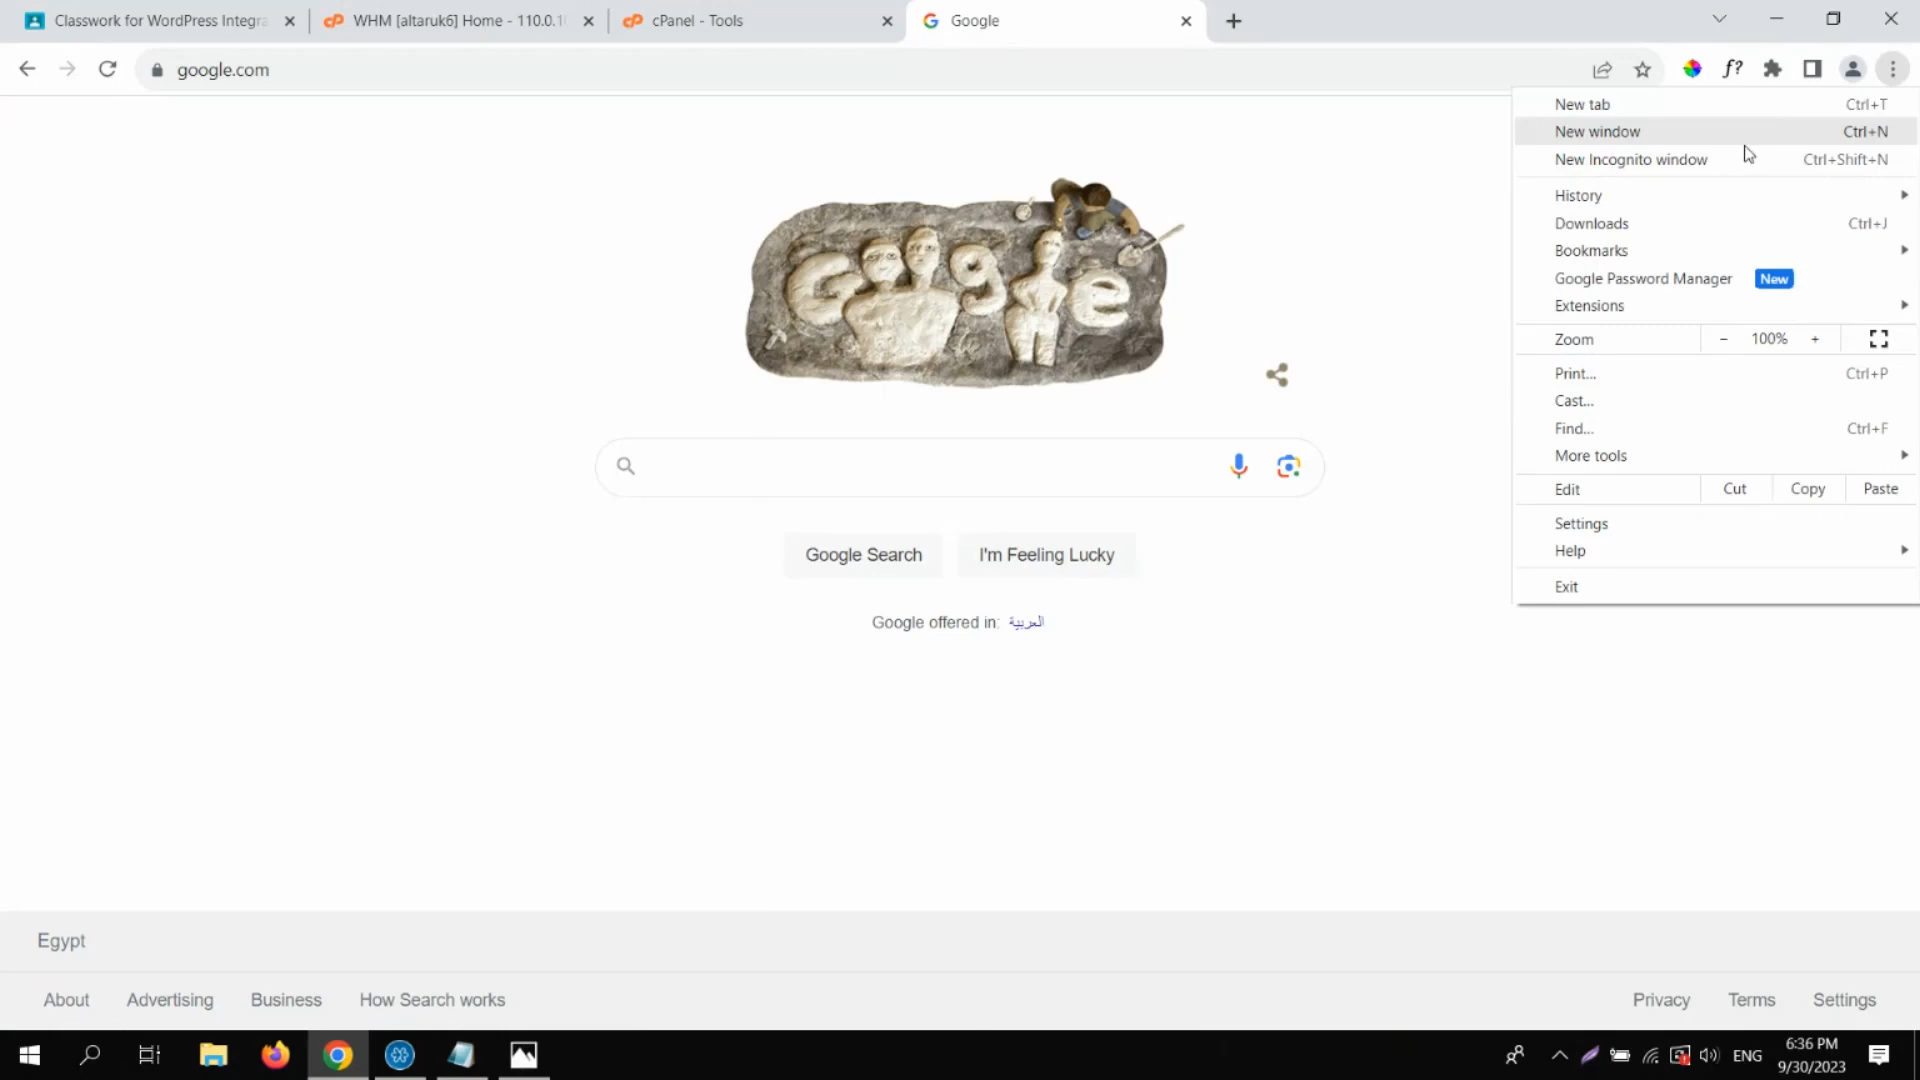 Classwork for WordPress Integra
WHM [altaruk6] Home - 110.0.1
cPanel - Tools
Google
google.com
f?
New tab Ctrl+T
New window Ctrl+N
New Incognito window Ctrl+Shift+N
History
Downloads Ctrl+J
Bookmarks
Google Password Manager New
Extensions
Zoom - 100% +
Print... Ctrl+P
Cast...
Find... Ctrl+F
More tools
Edit Cut Copy Paste
Settings
Help
Exit
Google
Google Search I'm Feeling Lucky
Google offered in: العربية
Egypt
About Advertising Business How Search works Privacy Terms Settings
ENG
6:36 PM
9/30/2023